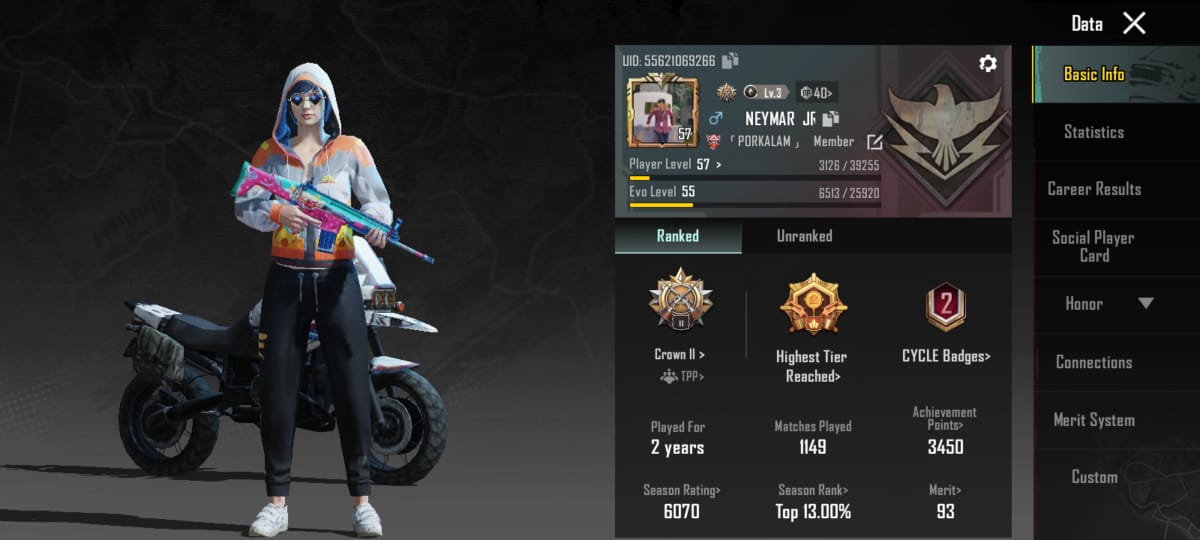 Data
UID: 55621069266
Lv.3
40>
NEYMAR JR
57
「 PORKALAM 」 Member
Player Level 57 >
3126 / 39255
Evo Level 55
6513 / 25920
Ranked
Unranked
II
2
Crown II >
TPP>
Highest Tier
Reached>
CYCLE Badges>
Played For
2 years
Matches Played
1149
Achievement
Points>
3450
Season Rating>
6070
Season Rank>
Top 13.00%
Merit>
93
Basic Info
Statistics
Career Results
Social Player
Card
Honor
Connections
Merit System
Custom